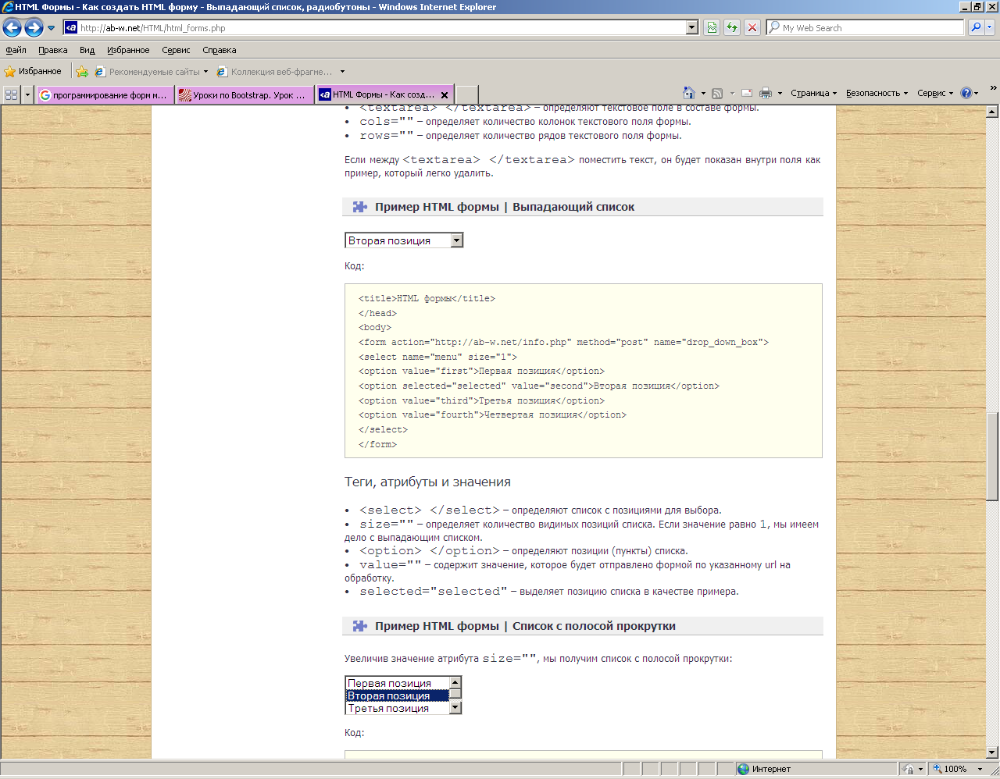 HTML Формы - Как создать HTML форму - Выпадающий список, радиобутоны - Windows Internet Explorer
http://ab-w.net/HTML/html_forms.php
My Web Search
Файл Правка Вид Избранное Сервис Справка
Избранное Рекомендуемые сайты Коллекция веб-фрагме...
программирование форм м... Уроки по Bootstrap. Урок ... HTML Формы - Как созд... Страница Безопасность Сервис
• <textarea> </textarea> – определяют текстовое поле в составе формы.
• cols="" – определяет количество колонок текстового поля формы.
• rows="" – определяет количество рядов текстового поля формы.
Если между <textarea> </textarea> поместить текст, он будет показан внутри поля как
пример, который легко удалить.
Пример HTML формы | Выпадающий список
Вторая позиция
Код:
<title>HTML формы</title>
</head>
<body>
<form action="http://ab-w.net/info.php" method="post" name="drop_down_box">
<select name="menu" size="1">
<option value="first">Первая позиция</option>
<option selected="selected" value="second">Вторая позиция</option>
<option value="third">Третья позиция</option>
<option value="fourth">Четвертая позиция</option>
</select>
</form>
Теги, атрибуты и значения
• <select> </select> – определяют список с позициями для выбора.
• size="" – определяет количество видимых позиций списка. Если значение равно 1, мы имеем
дело с выпадающим списком.
• <option> </option> – определяют позиции (пункты) списка.
• value="" – содержит значение, которое будет отправлено формой по указанному url на
обработку.
• selected="selected" – выделяет позицию списка в качестве примера.
Пример HTML формы | Список с полосой прокрутки
Увеличив значение атрибута size="", мы получим список с полосой прокрутки:
Первая позиция
Вторая позиция
Третья позиция
Код:
Интернет 100%